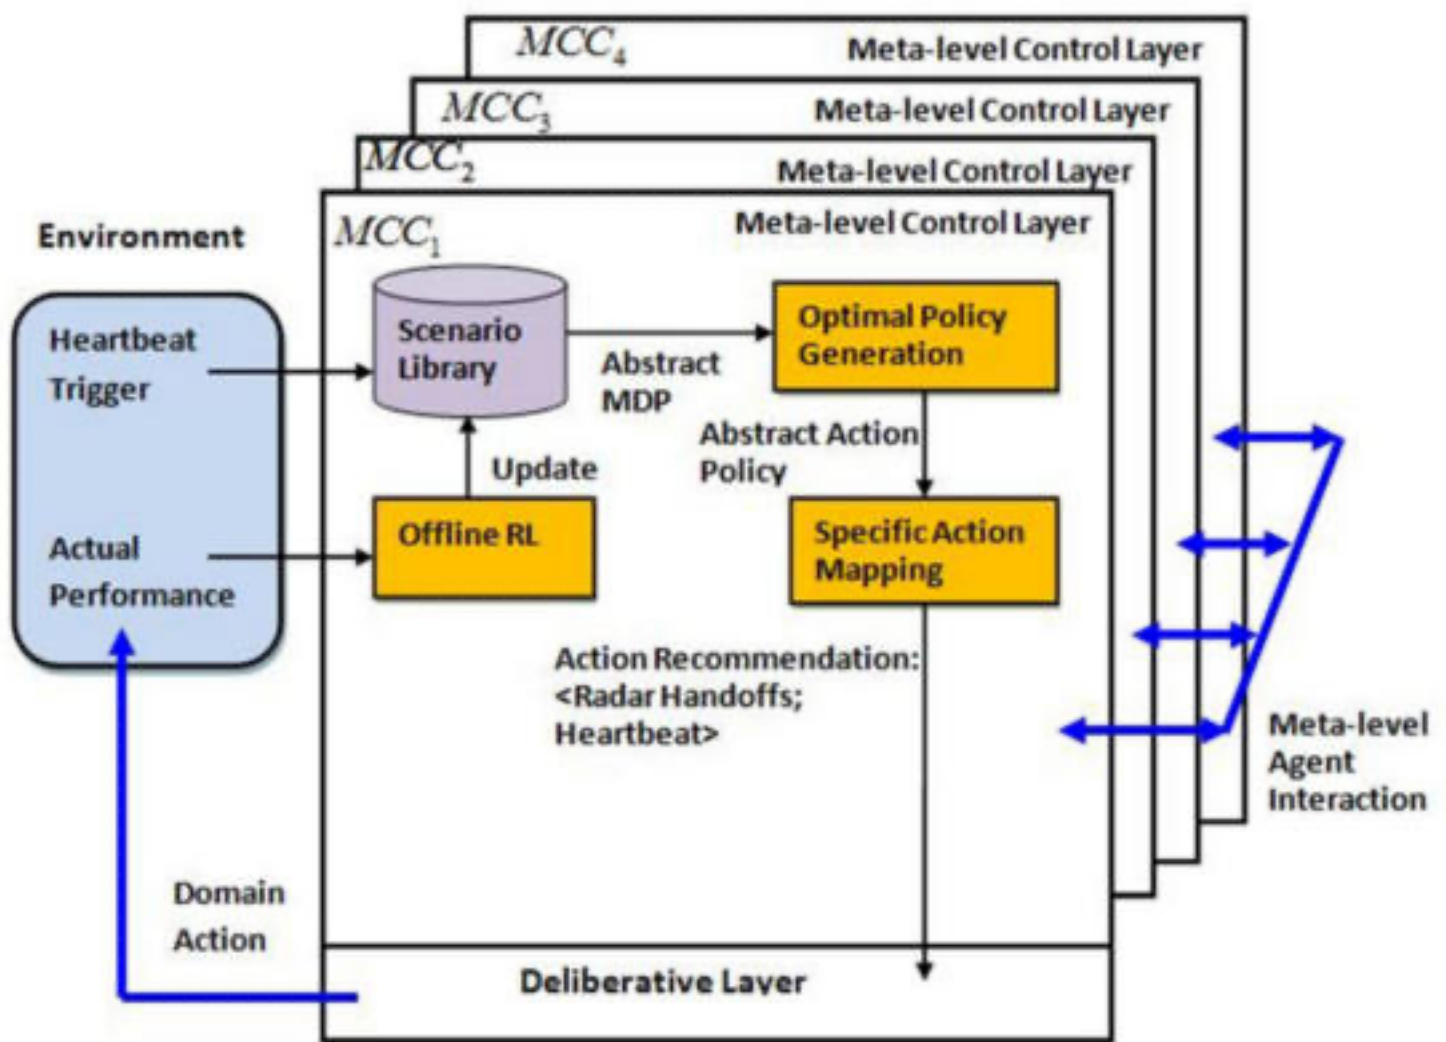 MCC4
Meta-level Control Layer
MCC3
Meta-level Control Layer
MCC2
Meta-level Control Layer
MCC1
Meta-level Control Layer
Environment
Heartbeat
Trigger
Actual
Performance
Scenario
Library
Abstract
MDP
Optimal Policy
Generation
Abstract Action
Policy
Update
Offline RL
Specific Action
Mapping
Action Recommendation:
<Radar Handoffs;
Heartbeat>
Meta-level
Agent
Interaction
Domain
Action
Deliberative Layer